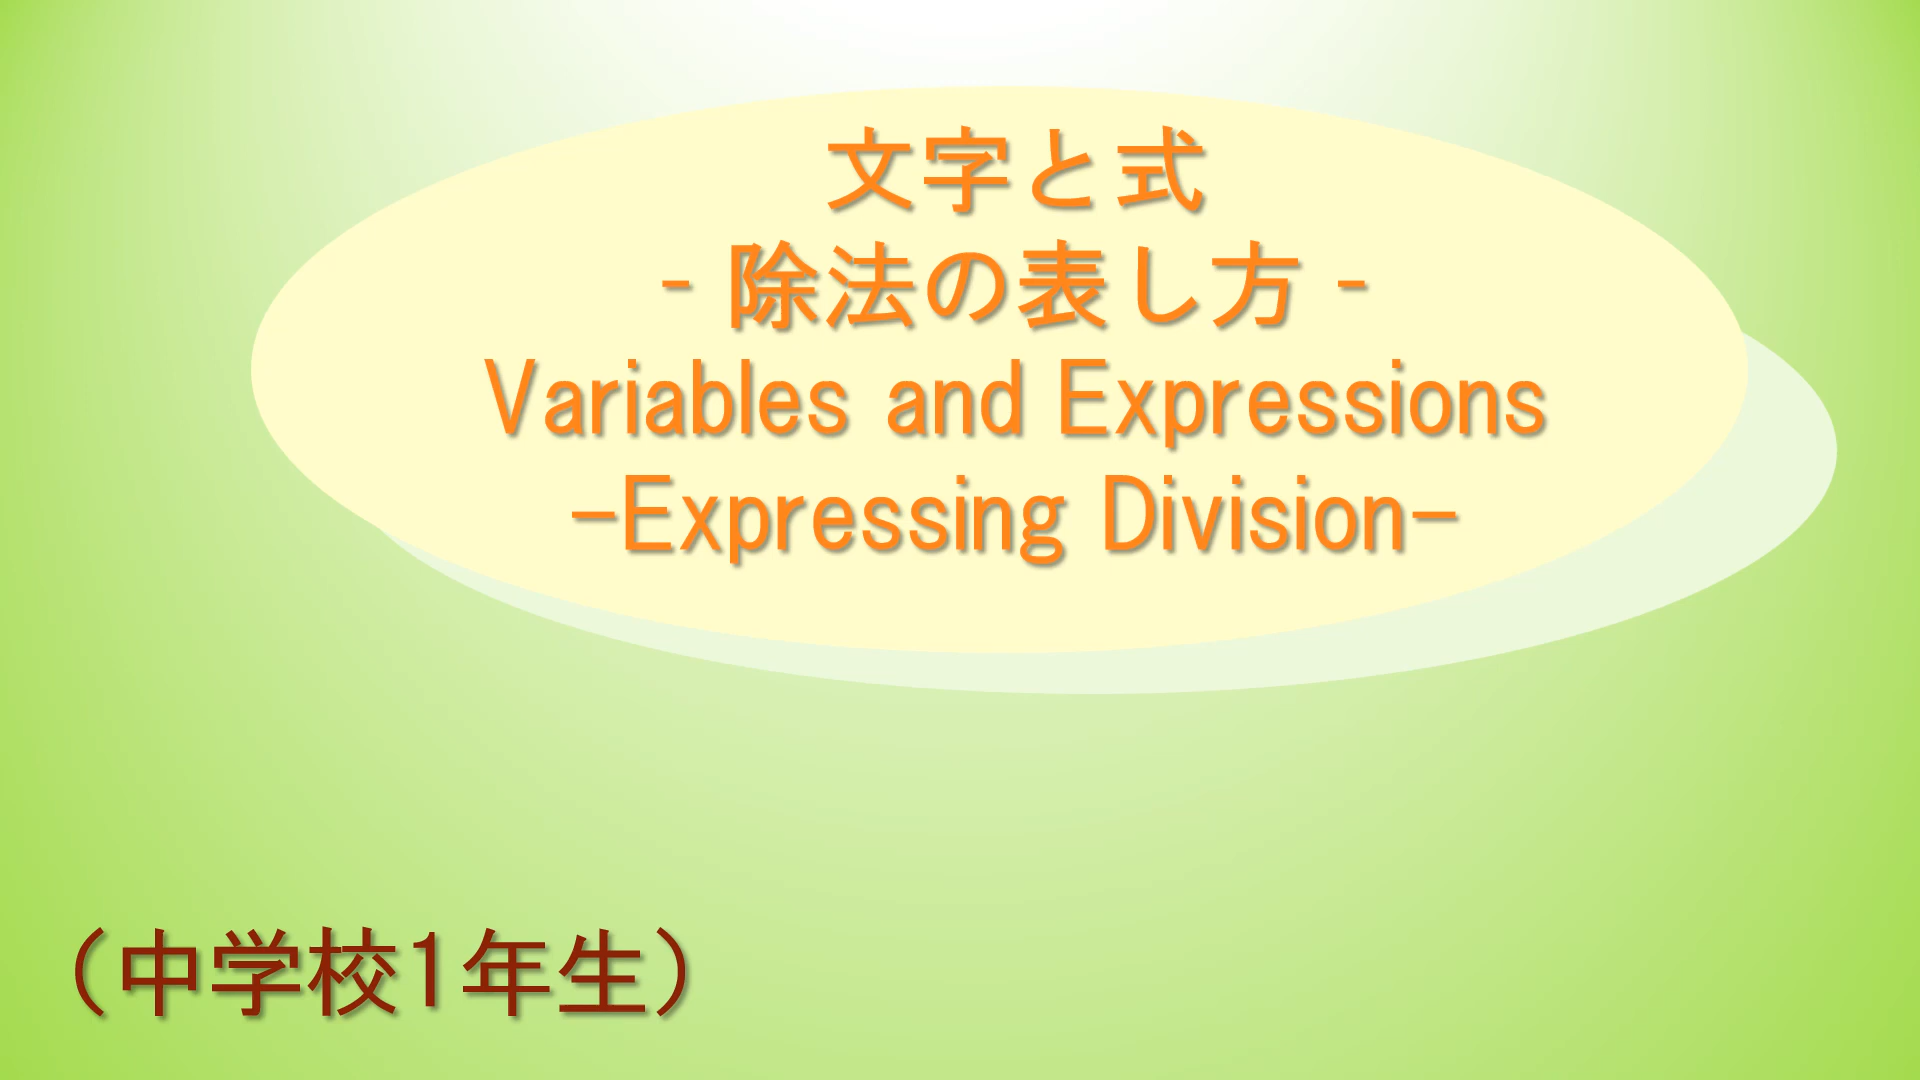 文字と式
‐除法の表し方‐
Variables and Expressions
-Expressing Division-
（中学校1年生）